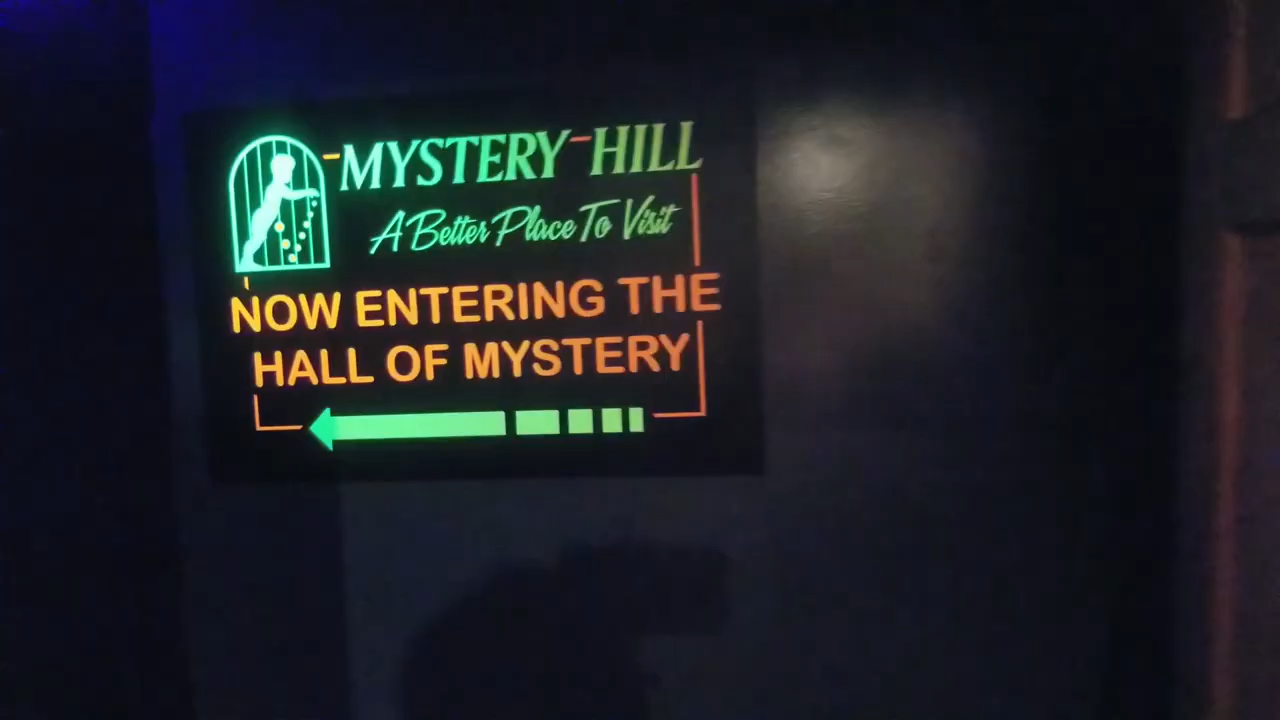 MYSTERY HILL
A Better Place To Visit
NOW ENTERING THE
HALL OF MYSTERY